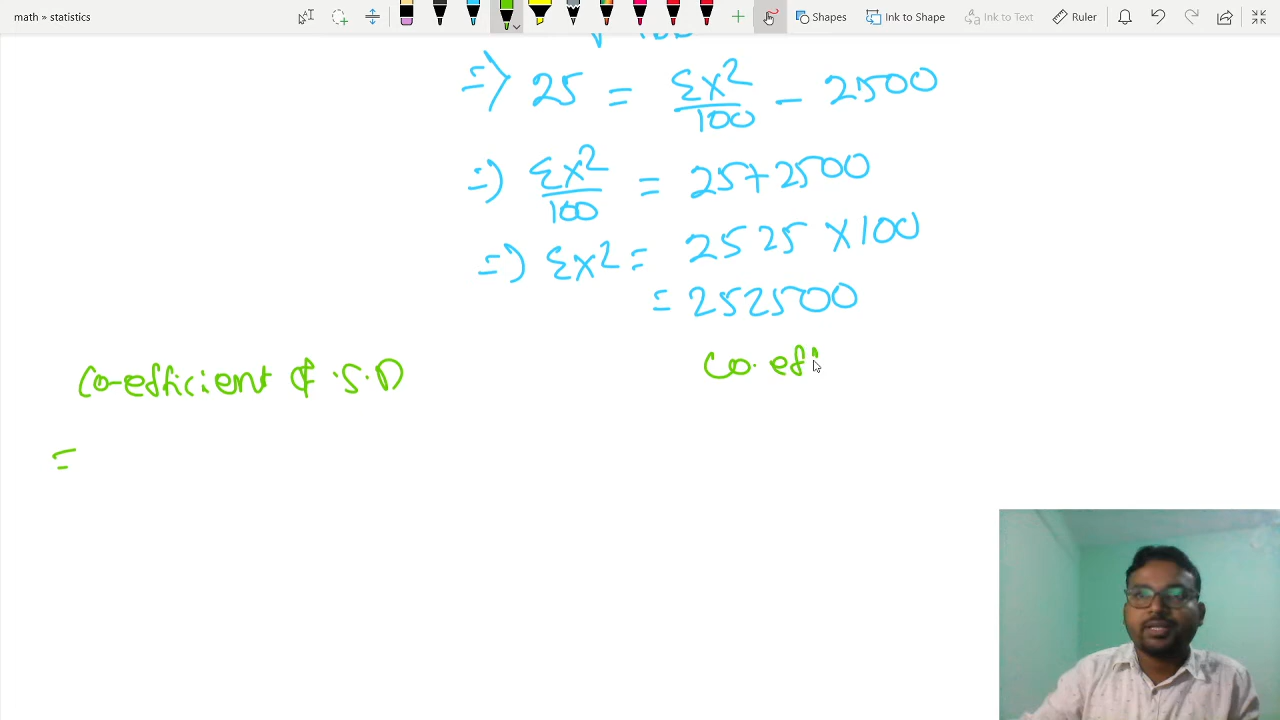 math » statistics
Shapes
Ink to Shape
Ink to Text
Ruler
=> 25 = Σx²/100 - 2500
=> Σx²/100 = 25+2500
=> Σx² = 2525 x 100
= 252500
Co-efficient of .S.D
Co. effi
=